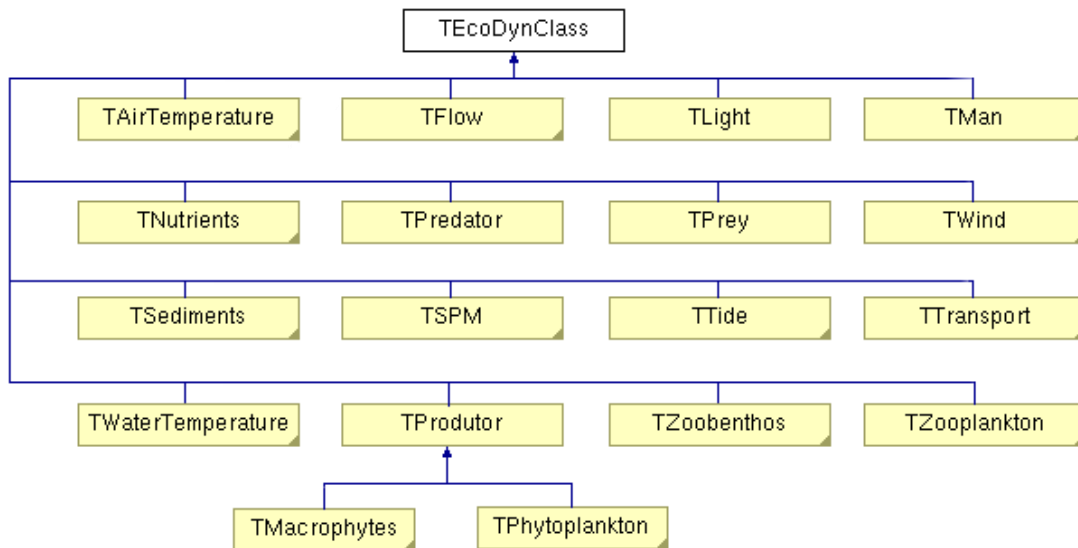 TEcoDynClass
TAirTemperature TFlow TLight TMan
TNutrients TPredator TPrey TWind
TSediments TSPM TTide TTransport
TWaterTemperature TProdutor TZoobenthos TZooplankton
TMacrophytes TPhytoplankton